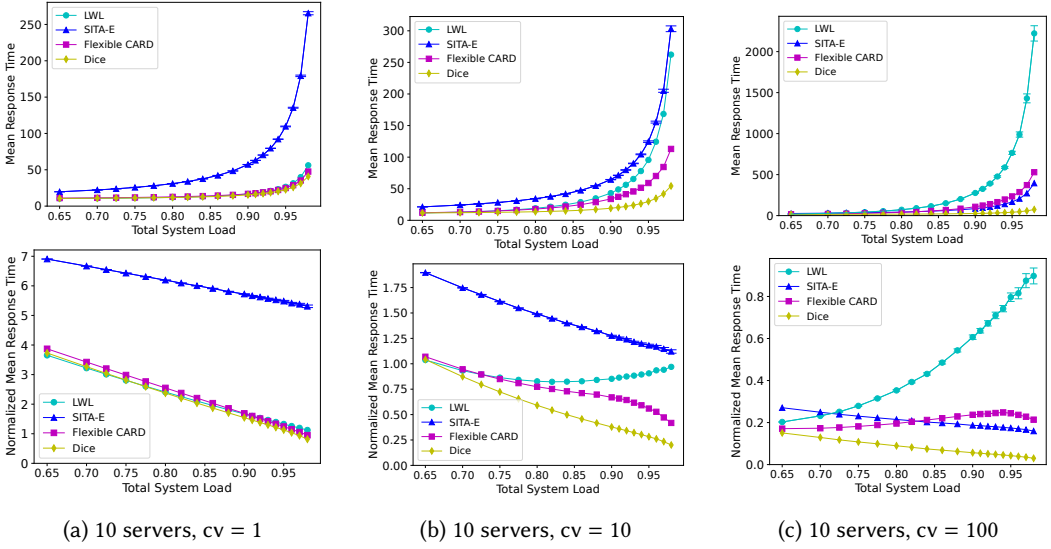 Mean Response Time
250
200
150
100
50
0
LWL
SITA-E
Flexible CARD
Dice
0.65 0.70 0.75 0.80 0.85 0.90 0.95
Total System Load
Mean Response Time
300
250
200
150
100
50
0
LWL
SITA-E
Flexible CARD
Dice
0.65 0.70 0.75 0.80 0.85 0.90 0.95
Total System Load
Mean Response Time
2000
1500
1000
500
0
LWL
SITA-E
Flexible CARD
Dice
0.65 0.70 0.75 0.80 0.85 0.90 0.95
Total System Load
Normalized Mean Response Time
7
6
5
4
3
2
1
0
LWL
SITA-E
Flexible CARD
Dice
0.65 0.70 0.75 0.80 0.85 0.90 0.95
Total System Load
Normalized Mean Response Time
1.75
1.50
1.25
1.00
0.75
0.50
0.25
0.00
LWL
SITA-E
Flexible CARD
Dice
0.65 0.70 0.75 0.80 0.85 0.90 0.95
Total System Load
Normalized Mean Response Time
0.8
0.6
0.4
0.2
0.0
LWL
SITA-E
Flexible CARD
Dice
0.65 0.70 0.75 0.80 0.85 0.90 0.95
Total System Load
(a) 10 servers, cv = 1
(b) 10 servers, cv = 10
(c) 10 servers, cv = 100